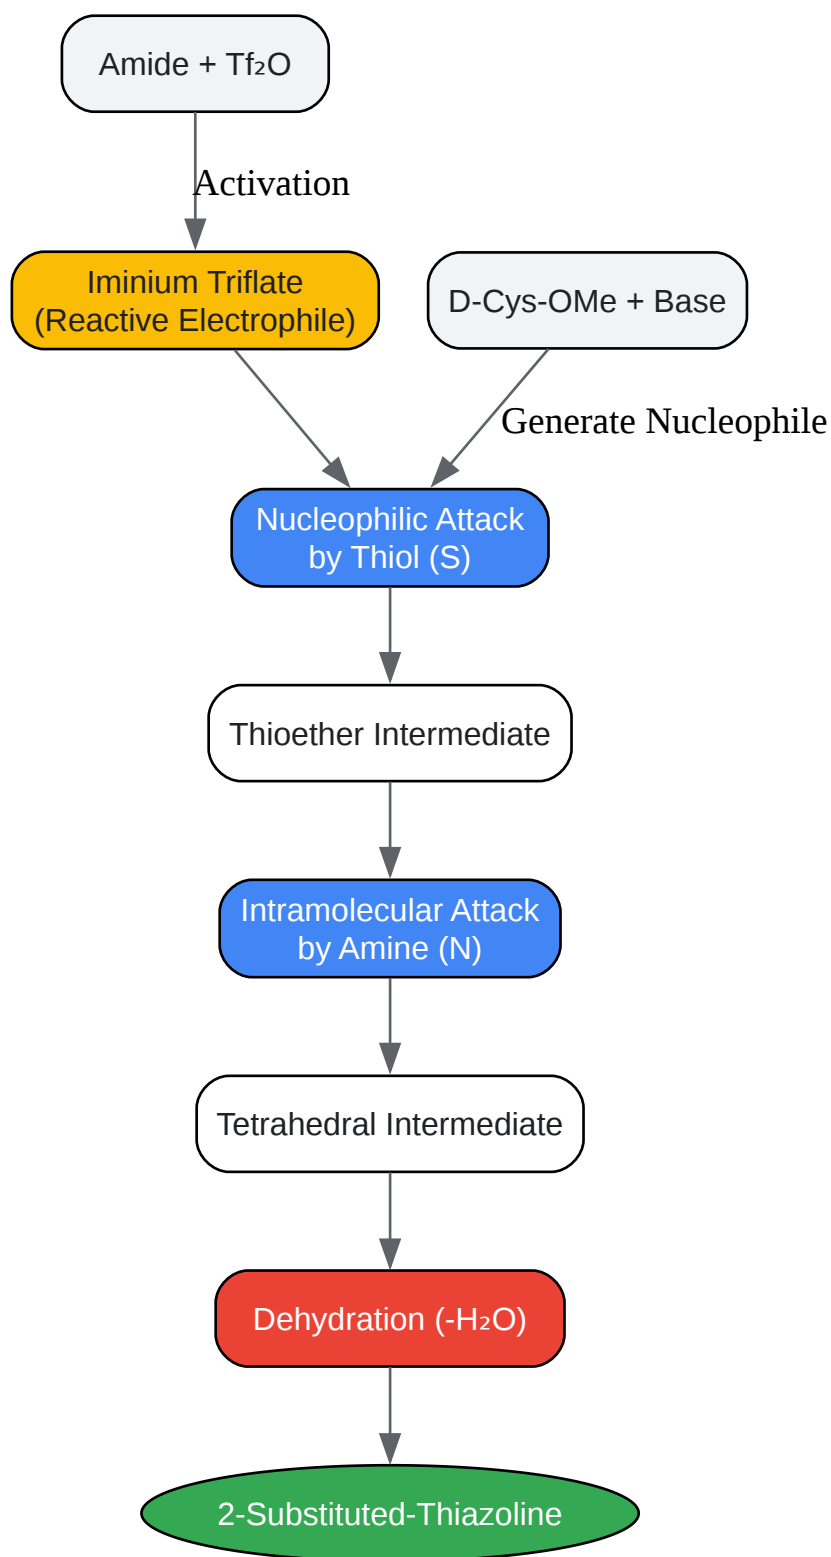 Amide + Tf₂O
Activation
Iminium Triflate
(Reactive Electrophile)
D-Cys-OMe + Base
Generate Nucleophile
Nucleophilic Attack
by Thiol (S)
Thioether Intermediate
Intramolecular Attack
by Amine (N)
Tetrahedral Intermediate
Dehydration (-H₂O)
2-Substituted-Thiazoline